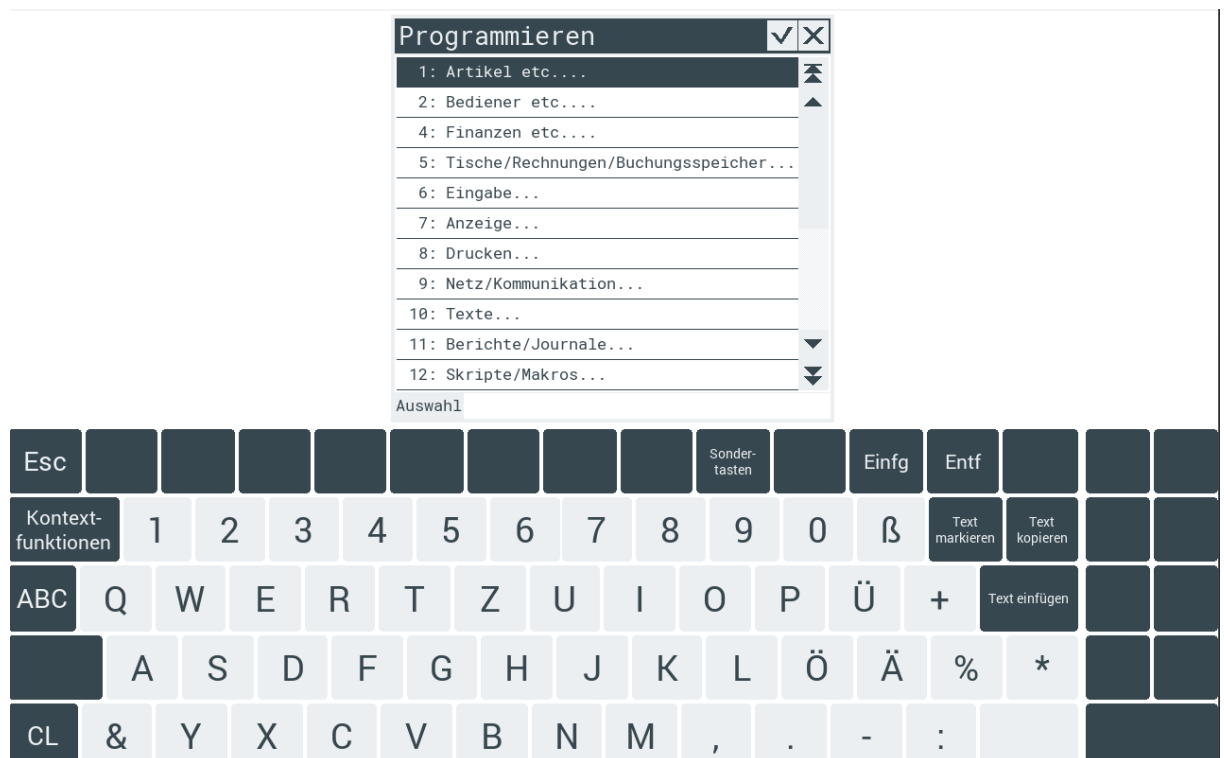 Programmieren
1: Artikel etc....
2: Bediener etc....
4: Finanzen etc....
5: Tische/Rechnungen/Buchungsspeicher...
6: Eingabe...
7: Anzeige...
8: Drucken...
9: Netz/Kommunikation...
10: Texte...
11: Berichte/Journale...
12: Skripte/Makros...
Auswahl
Esc Sonder-
tasten Einfg Entf
Kontext-
funktionen 1 2 3 4 5 6 7 8 9 0 ß Text
markieren Text
kopieren
ABC Q W E R T Z U I O P Ü + Text einfügen
A S D F G H J K L Ö Ä % *
CL & Y X C V B N M , . - :